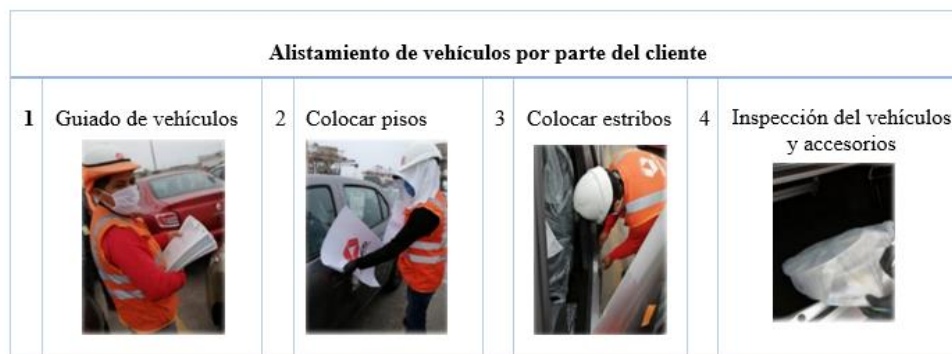 Alistamiento de vehículos por parte del cliente
1 Guiado de vehículos
2 Colocar pisos
3 Colocar estribos
4 Inspección del vehículos
y accesorios